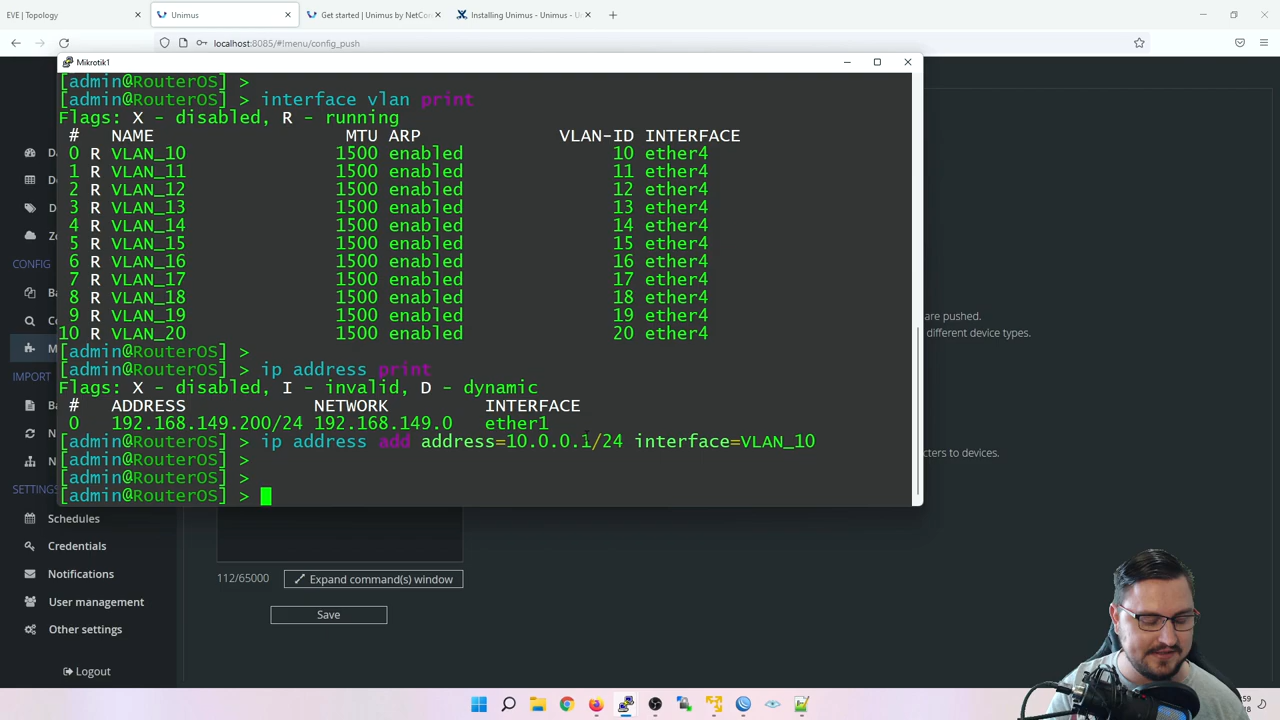 EVE | Topology
Unimus
Get started | Unimus by NetCor
Installing Unimus - Unimus - U
localhost:8085/#!menu/config_push
Mikrotik1
[admin@RouterOS] >
[admin@RouterOS] > interface vlan print
Flags: X - disabled, R - running
# NAME MTU ARP VLAN-ID INTERFACE
0 R VLAN_10 1500 enabled 10 ether4
1 R VLAN_11 1500 enabled 11 ether4
2 R VLAN_12 1500 enabled 12 ether4
3 R VLAN_13 1500 enabled 13 ether4
4 R VLAN_14 1500 enabled 14 ether4
5 R VLAN_15 1500 enabled 15 ether4
6 R VLAN_16 1500 enabled 16 ether4
7 R VLAN_17 1500 enabled 17 ether4
8 R VLAN_18 1500 enabled 18 ether4
9 R VLAN_19 1500 enabled 19 ether4
10 R VLAN_20 1500 enabled 20 ether4
[admin@RouterOS] >
[admin@RouterOS] > ip address print
Flags: X - disabled, I - invalid, D - dynamic
# ADDRESS NETWORK INTERFACE
0 192.168.149.200/24 192.168.149.0 ether1
[admin@RouterOS] > ip address add address=10.0.0.1/24 interface=VLAN_10
[admin@RouterOS] >
[admin@RouterOS] >
[admin@RouterOS] >
CONFIG
IMPORT
SETTINGS
Schedules
Credentials
Notifications
User management
Other settings
Logout
are pushed.
different device types.
cters to devices.
112/65000
Expand command(s) window
Save